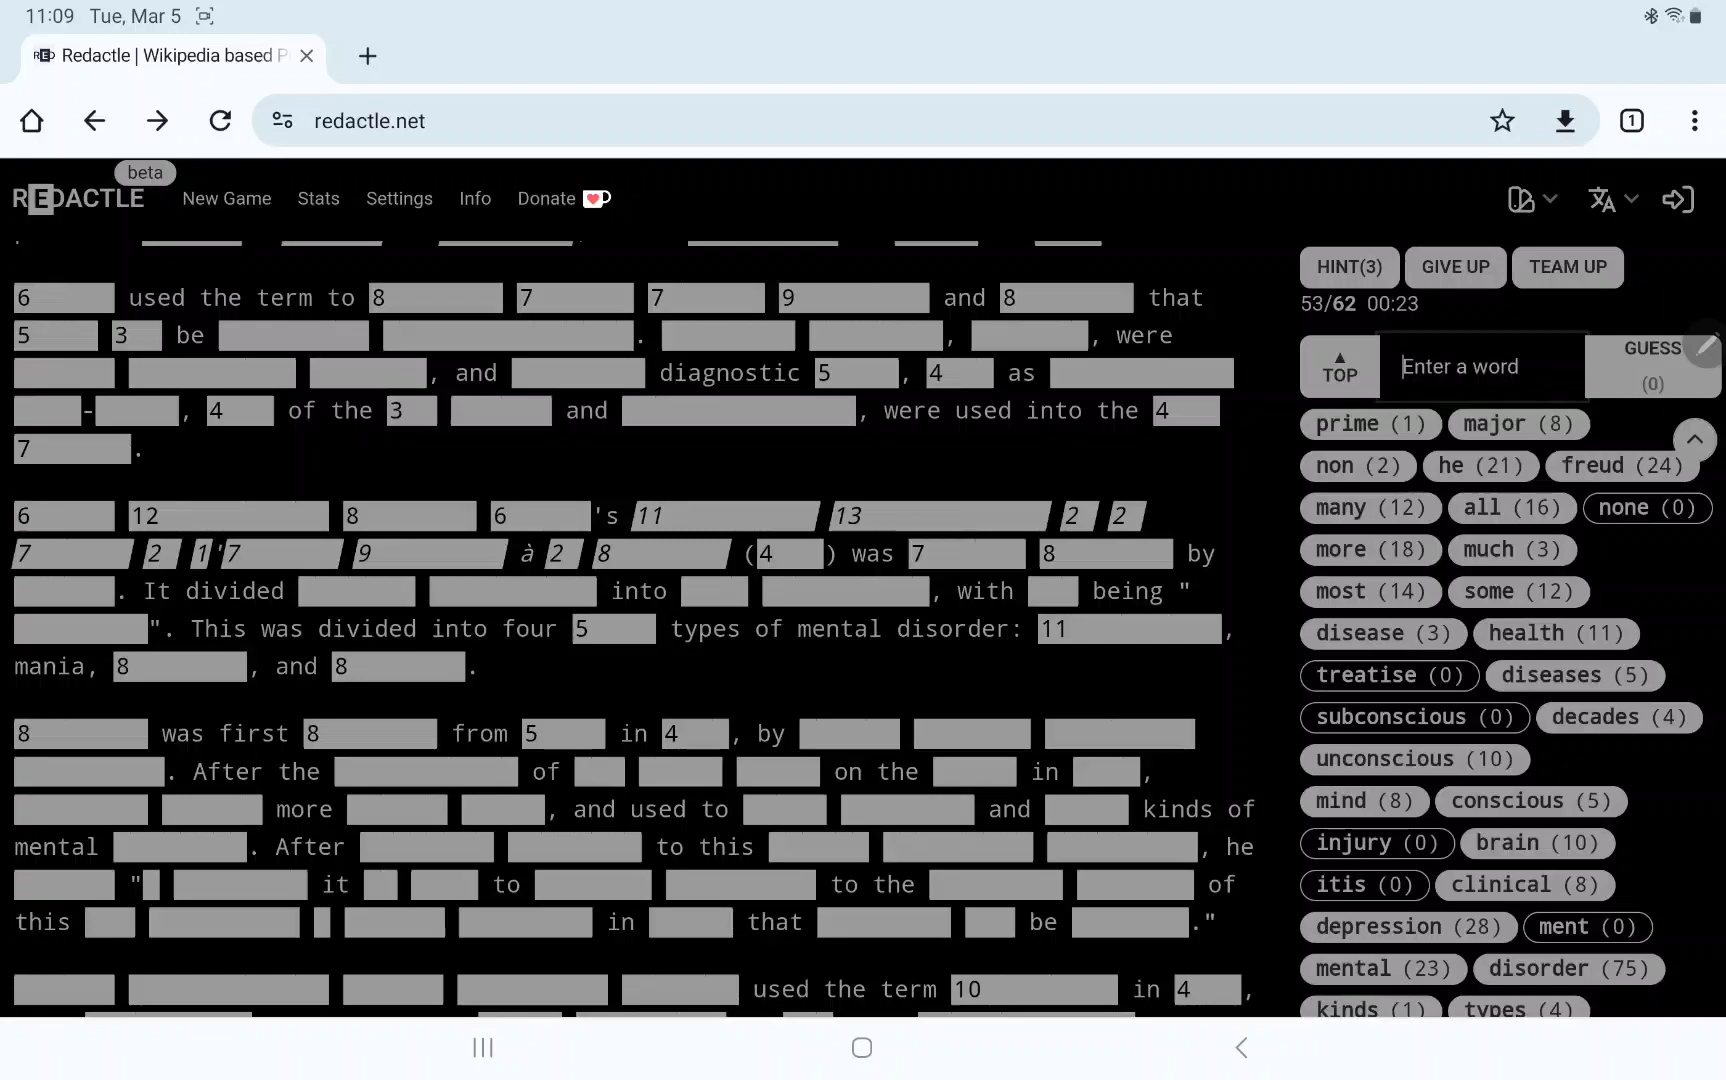 11:09 Tue, Mar 5
Redactle | Wikipedia based P
redactle.net
1
beta
REDACTLE New Game Stats Settings Info Donate
HINT(3) GIVE UP TEAM UP
53/62 00:23
TOP Enter a word GUESS (0)
6 used the term to 8 7 7 9 and 8 that
5 3 be . , , were
, and diagnostic 5, 4 as
- , 4 of the 3 and , were used into the 4
7.
6 12 8 6's 11 13 2 2
7 2 1'7 9 à 2 8 (4) was 7 8 by
. It divided into , with being "
". This was divided into four 5 types of mental disorder: 11,
mania, 8, and 8.
8 was first 8 from 5 in 4, by
. After the of on the in ,
more , and used to and kinds of
mental . After to this , he
" it to to the of
this in that be ."
used the term 10 in 4,
prime (1) major (8)
non (2) he (21) freud (24)
many (12) all (16) none (0)
more (18) much (3)
most (14) some (12)
disease (3) health (11)
treatise (0) diseases (5)
subconscious (0) decades (4)
unconscious (10)
mind (8) conscious (5)
injury (0) brain (10)
itis (0) clinical (8)
depression (28) ment (0)
mental (23) disorder (75)
kinds (1) types (4)